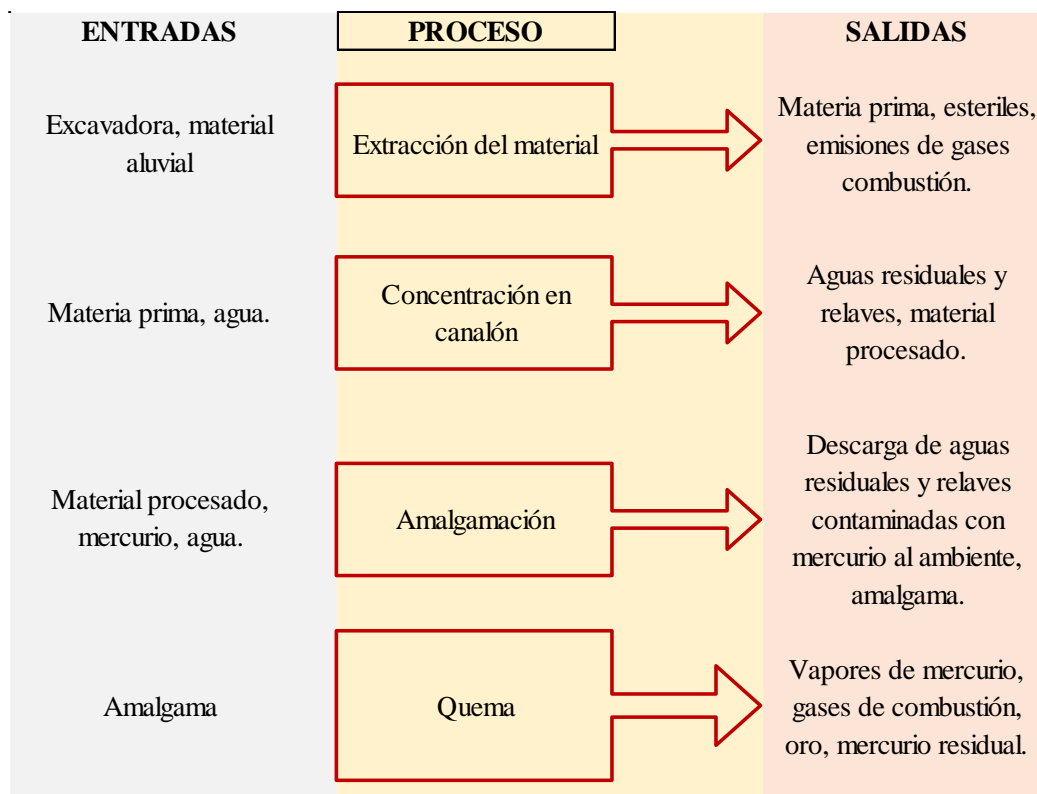 ENTRADAS
PROCESO
SALIDAS
Excavadora, material
aluvial
Extracción del material
Materia prima, esteriles,
emisiones de gases
combustión.
Materia prima, agua.
Concentración en
canalón
Aguas residuales y
relaves, material
procesado.
Material procesado,
mercurio, agua.
Amalgamación
Descarga de aguas
residuales y relaves
contaminadas con
mercurio al ambiente,
amalgama.
Amalgama
Quema
Vapores de mercurio,
gases de combustión,
oro, mercurio residual.